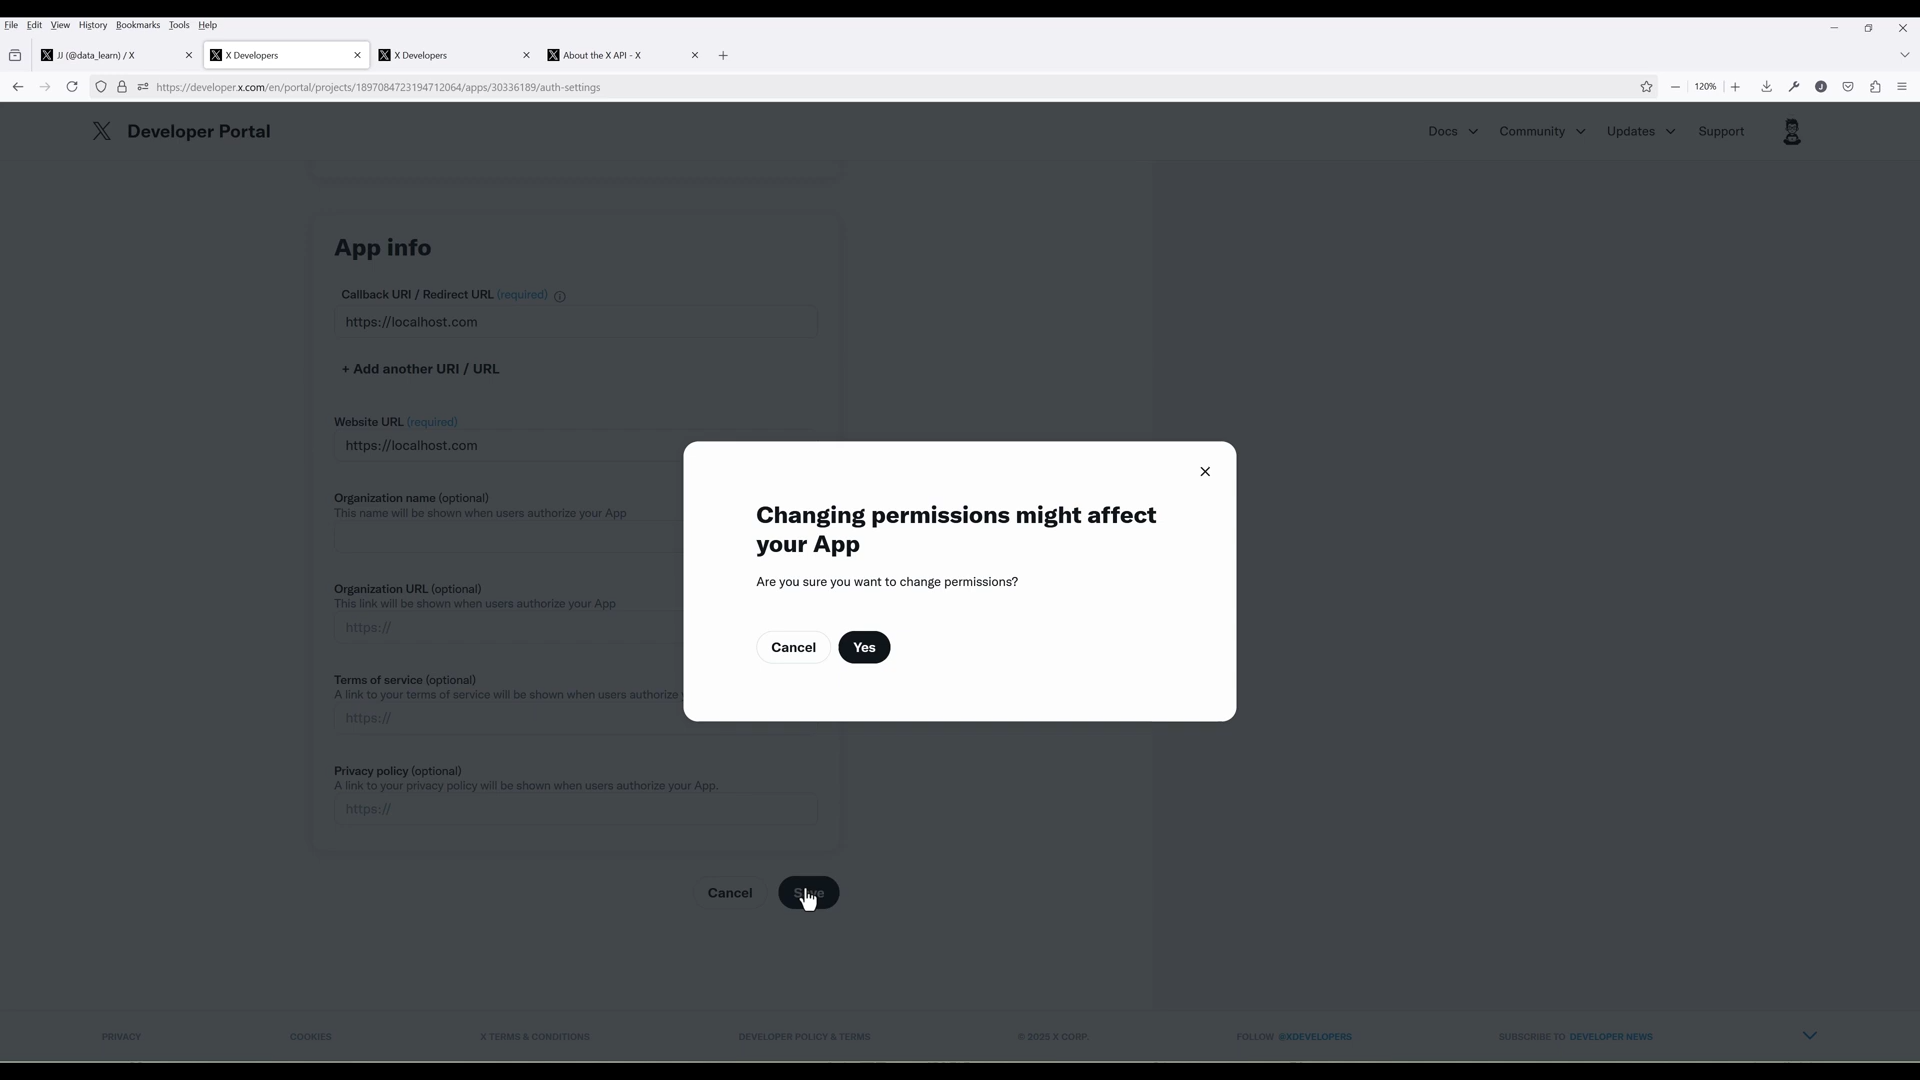 File Edit View History Bookmarks Tools Help
JJ (@data_learn) / X
X Developers
X Developers
About the X API - X
https://developer.x.com/en/portal/projects/1897084723194712064/apps/30336189/auth-settings
120%
Developer Portal
Docs
Community
Updates
Support
App info
Callback URI / Redirect URL (required)
https://localhost.com
+ Add another URI / URL
Website URL (required)
https://localhost.com
Organization name (optional)
This name will be shown when users authorize your App
Organization URL (optional)
This link will be shown when users authorize your App
https://
Terms of service (optional)
A link to your terms of service will be shown when users authorize
https://
Privacy policy (optional)
A link to your privacy policy will be shown when users authorize your App.
https://
Cancel
Save
Changing permissions might affect
your App
Are you sure you want to change permissions?
Cancel
Yes
PRIVACY
COOKIES
X TERMS & CONDITIONS
DEVELOPER POLICY & TERMS
© 2025 X CORP.
FOLLOW @XDEVELOPERS
SUBSCRIBE TO DEVELOPER NEWS